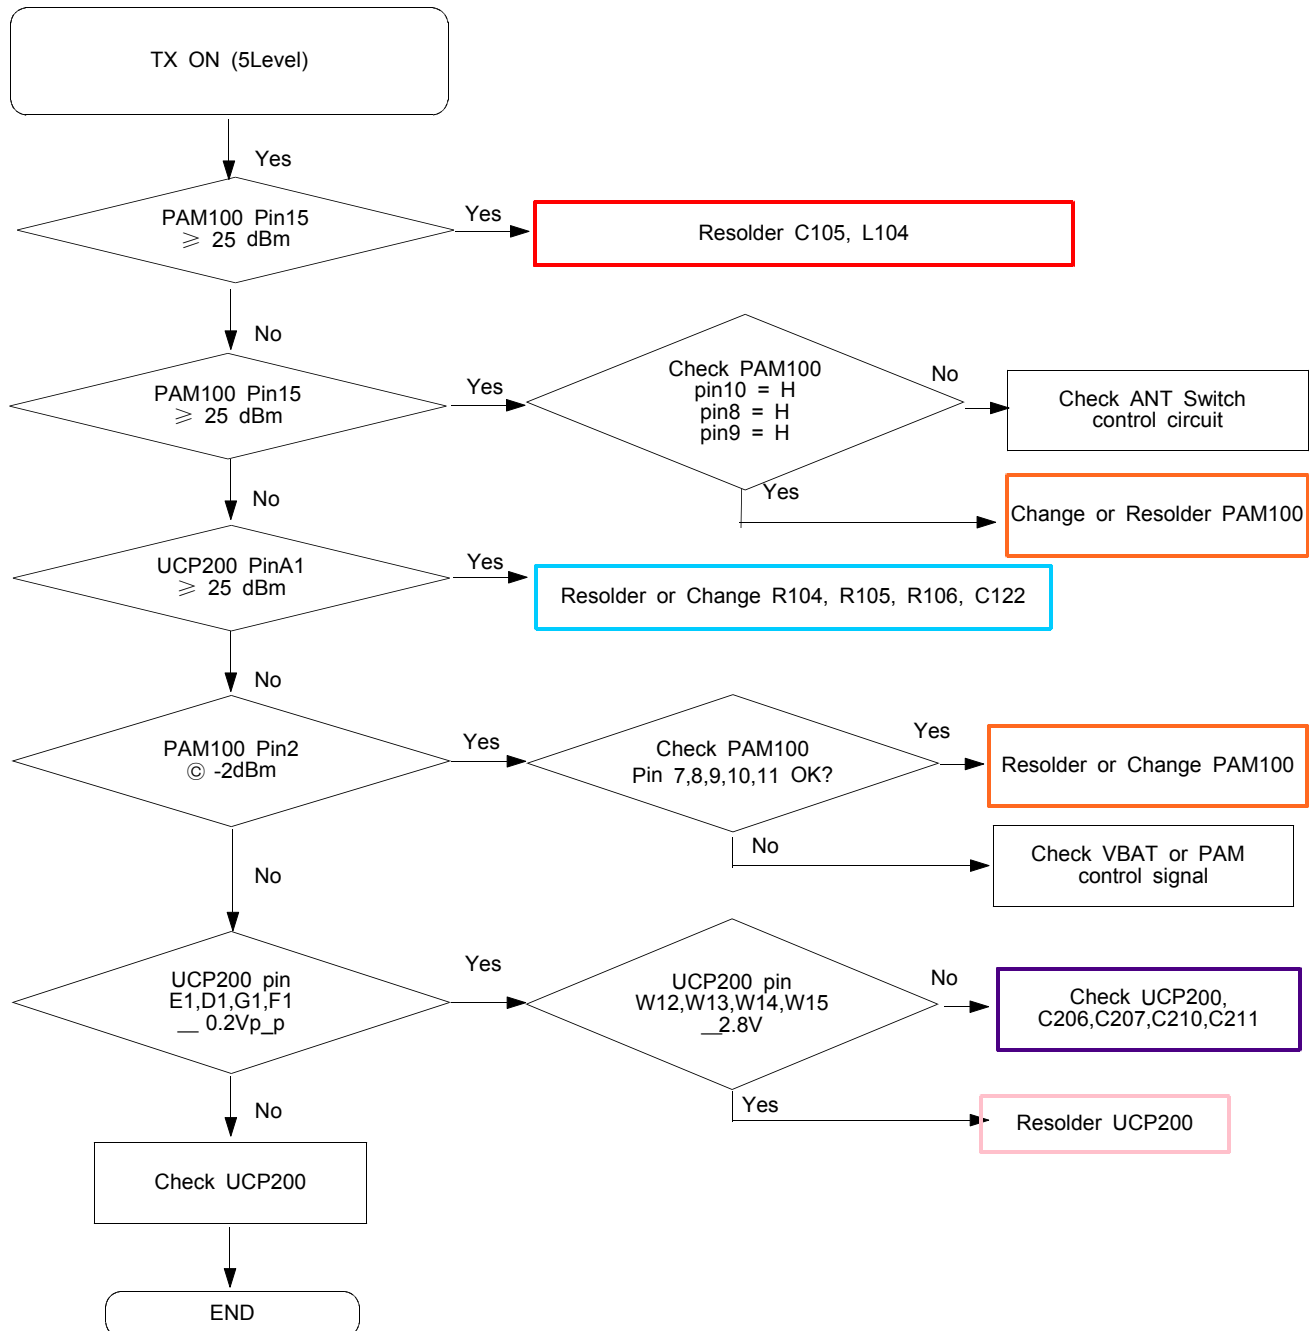 TX ON (5Level)
Yes
PAM100 Pin15
≥ 25 dBm
Yes
Resolder C105, L104
No
PAM100 Pin15
≥ 25 dBm
Yes
Check PAM100
pin10 = H
pin8 = H
pin9 = H
No
Check ANT Switch
control circuit
Yes
Change or Resolder PAM100
No
UCP200 PinA1
≥ 25 dBm
Yes
Resolder or Change R104, R105, R106, C122
No
PAM100 Pin2
© -2dBm
Yes
Check PAM100
Pin 7,8,9,10,11 OK?
Yes
Resolder or Change PAM100
No
Check VBAT or PAM
control signal
No
UCP200 pin
E1,D1,G1,F1
__ 0.2Vp_p
Yes
UCP200 pin
W12,W13,W14,W15
__2.8V
No
Check UCP200,
C206,C207,C210,C211
Yes
Resolder UCP200
No
Check UCP200
END